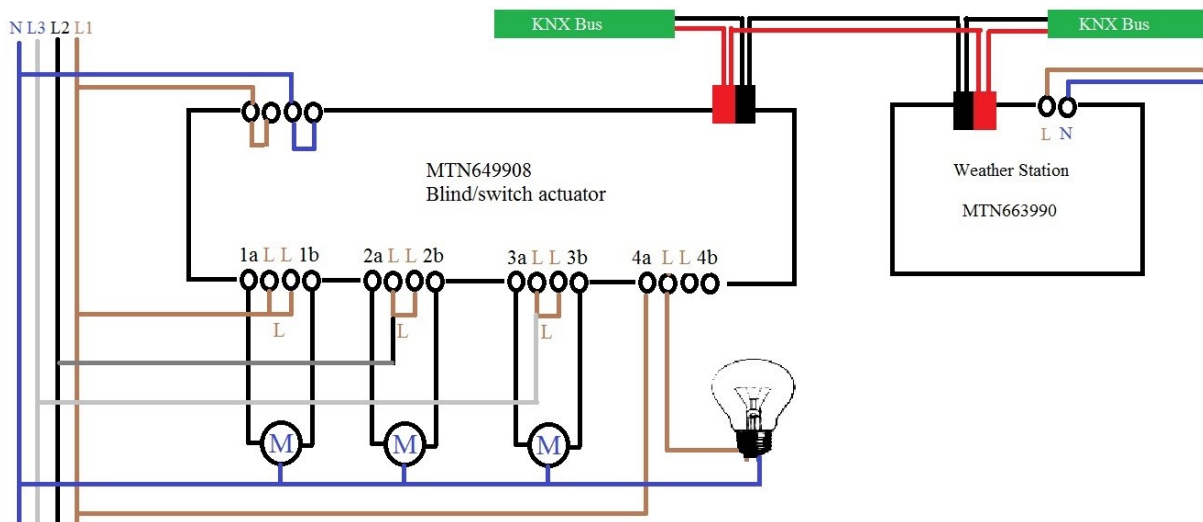 KNX Bus
KNX Bus
N L3 L2 L1
L N
MTN649908
Blind/switch actuator
Weather Station
MTN663990
1a L L 1b
2a L L 2b
3a L L 3b
4a L L 4b
L
L
L
M
M
M